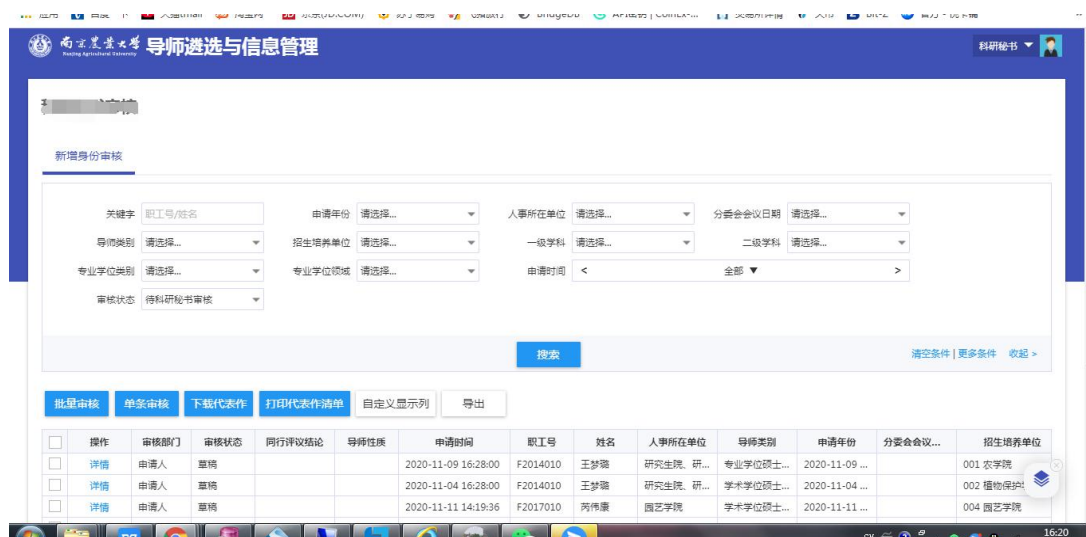 南京农业大学 导师遴选与信息管理
Nanjing Agricultural University
科研秘书
审核
新增身份审核
关键字 职工号/姓名 申请年份 请选择... 人事所在单位 请选择... 分委会会议日期 请选择...
导师类别 请选择... 招生培养单位 请选择... 一级学科 请选择... 二级学科 请选择...
专业学位类别 请选择... 专业学位领域 请选择... 申请时间 < 全部 ▼ >
审核状态 待科研秘书审核
搜索 清空条件 | 更多条件 收起 >
批量审核 单条审核 下载代表作 打印代表作清单 自定义显示列 导出
操作 审核部门 审核状态 同行评议结论 导师性质 申请时间 职工号 姓名 人事所在单位 导师类别 申请年份 分委会会议... 招生培养单位
详情 申请人 草稿 2020-11-09 16:28:00 F2014010 王梦璐 研究生院、研... 专业学位硕士... 2020-11-09 ... 001 农学院
详情 申请人 草稿 2020-11-04 16:28:00 F2014010 王梦璐 研究生院、研... 学术学位硕士... 2020-11-04 ... 002 植物保护
详情 申请人 草稿 2020-11-11 14:19:36 F2017010 芮伟康 园艺学院 学术学位硕士... 2020-11-11 ... 004 园艺学院
16:20